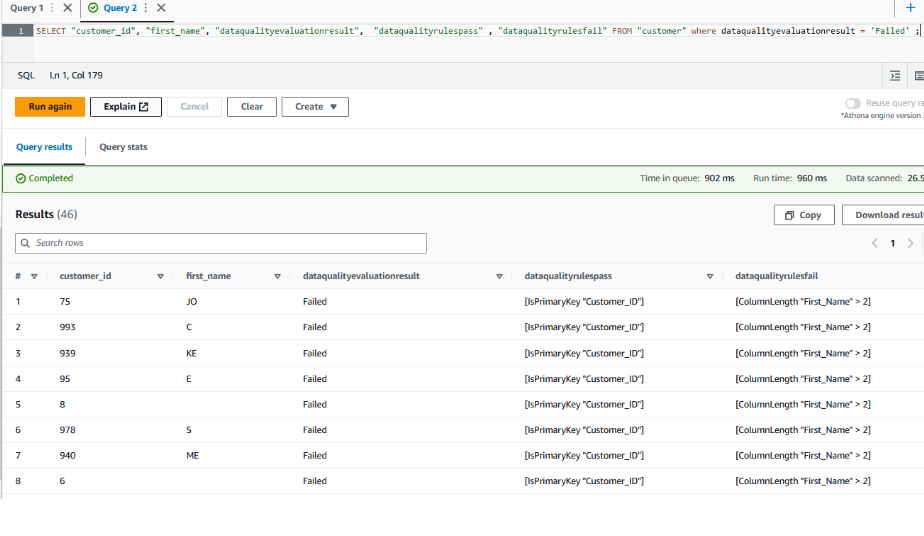 Query 1 Query 2
1 SELECT "customer_id", "first_name", "dataqualityevaluationresult", "dataqualityrulespass" , "dataqualityrulesfail" FROM "customer" where dataqualityevaluationresult = 'Failed' ;
SQL Ln 1, Col 179
Run again Explain Cancel Clear Create Reuse query re
*Athena engine version
Query results Query stats
Completed Time in queue: 902 ms Run time: 960 ms Data scanned: 26.5
Results (46) Copy Download resul
Search rows 1
# customer_id first_name dataqualityevaluationresult dataqualityrulespass dataqualityrulesfail
1 75 JO Failed [IsPrimaryKey "Customer_ID"] [ColumnLength "First_Name" > 2]
2 993 C Failed [IsPrimaryKey "Customer_ID"] [ColumnLength "First_Name" > 2]
3 939 KE Failed [IsPrimaryKey "Customer_ID"] [ColumnLength "First_Name" > 2]
4 95 E Failed [IsPrimaryKey "Customer_ID"] [ColumnLength "First_Name" > 2]
5 8 Failed [IsPrimaryKey "Customer_ID"] [ColumnLength "First_Name" > 2]
6 978 S Failed [IsPrimaryKey "Customer_ID"] [ColumnLength "First_Name" > 2]
7 940 ME Failed [IsPrimaryKey "Customer_ID"] [ColumnLength "First_Name" > 2]
8 6 Failed [IsPrimaryKey "Customer_ID"] [ColumnLength "First_Name" > 2]